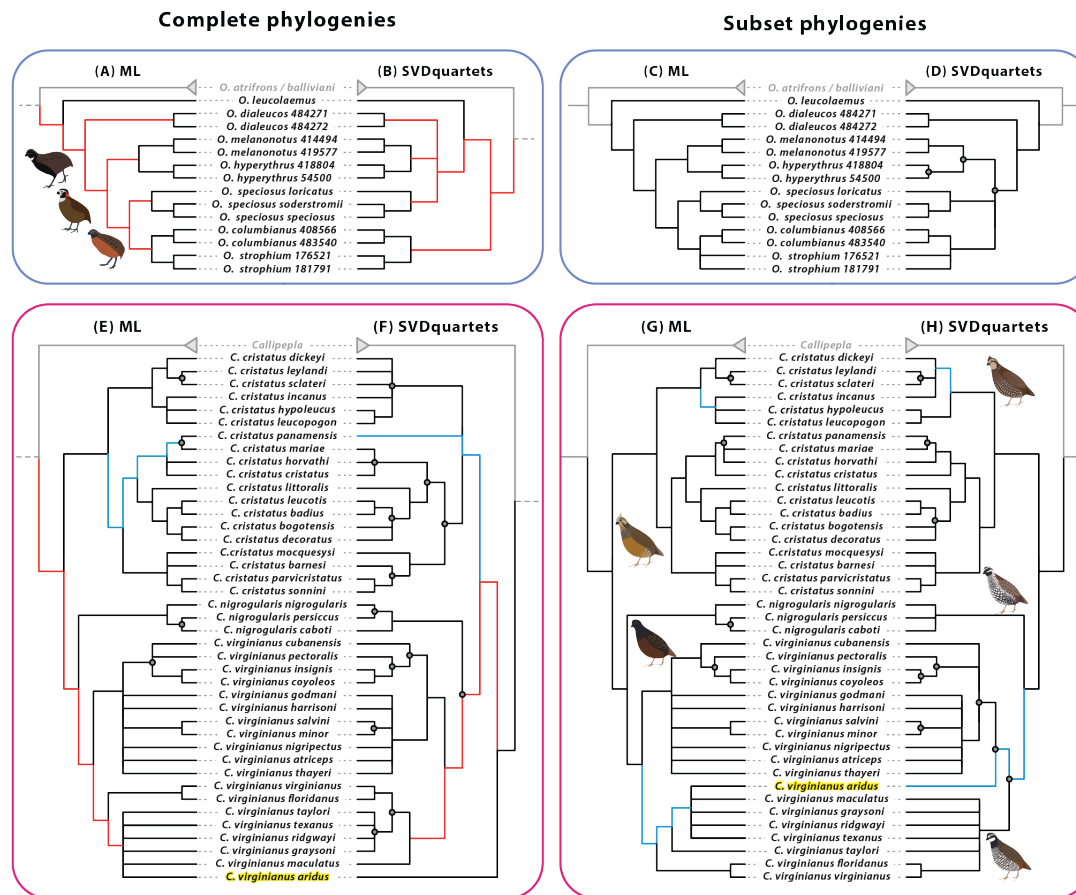 Complete phylogenies
Subset phylogenies
(A) ML
(B) SVDquartets
O. atrifrons / balliviani
O. leucolaemus
O. dialeucos 484271
O. dialeucos 484272
O. melanonotus 414494
O. melanonotus 419577
O. hyperythrus 418804
O. hyperythrus 54500
O. speciosus loricatus
O. speciosus soderstromii
O. speciosus speciosus
O. columbianus 408566
O. columbianus 483540
O. strophium 176521
O. strophium 181791
(C) ML
(D) SVDquartets
O. atrifrons / balliviani
O. leucolaemus
O. dialeucos 484271
O. dialeucos 484272
O. melanonotus 414494
O. melanonotus 419577
O. hyperythrus 418804
O. hyperythrus 54500
O. speciosus loricatus
O. speciosus soderstromii
O. speciosus speciosus
O. columbianus 408566
O. columbianus 483540
O. strophium 176521
O. strophium 181791
(E) ML
(F) SVDquartets
Callipepla
C. cristatus dickeyi
C. cristatus leylandi
C. cristatus sclateri
C. cristatus incanus
C. cristatus hypoleucus
C. cristatus leucopogon
C. cristatus panamensis
C. cristatus mariae
C. cristatus horvathi
C. cristatus cristatus
C. cristatus littoralis
C. cristatus leucotis
C. cristatus badius
C. cristatus bogotensis
C. cristatus decoratus
C.cristatus mocquesysi
C. cristatus barnesi
C. cristatus parvicristatus
C. cristatus sonnini
C. nigrogularis nigrogularis
C. nigrogularis persiccus
C. nigrogularis caboti
C. virginianus cubanensis
C. virginianus pectoralis
C. virginianus insignis
C. virginianus coyoleos
C. virginianus godmani
C. virginianus harrisoni
C. virginianus salvini
C. virginianus minor
C. virginianus nigripectus
C. virginianus atriceps
C. virginianus thayeri
C. virginianus virginianus
C. virginianus floridanus
C. virginianus taylori
C. virginianus texanus
C. virginianus ridgwayi
C. virginianus graysoni
C. virginianus maculatus
C. virginianus aridus
(G) ML
(H) SVDquartets
Callipepla
C. cristatus dickeyi
C. cristatus leylandi
C. cristatus sclateri
C. cristatus incanus
C. cristatus hypoleucus
C. cristatus leucopogon
C. cristatus panamensis
C. cristatus mariae
C. cristatus horvathi
C. cristatus cristatus
C. cristatus littoralis
C. cristatus leucotis
C. cristatus badius
C. cristatus bogotensis
C. cristatus decoratus
C.cristatus mocquesysi
C. cristatus barnesi
C. cristatus parvicristatus
C. cristatus sonnini
C. nigrogularis nigrogularis
C. nigrogularis persiccus
C. nigrogularis caboti
C. virginianus cubanensis
C. virginianus pectoralis
C. virginianus insignis
C. virginianus coyoleos
C. virginianus godmani
C. virginianus harrisoni
C. virginianus salvini
C. virginianus minor
C. virginianus nigripectus
C. virginianus atriceps
C. virginianus thayeri
C. virginianus aridus
C. virginianus maculatus
C. virginianus graysoni
C. virginianus ridgwayi
C. virginianus texanus
C. virginianus taylori
C. virginianus floridanus
C. virginianus virginianus